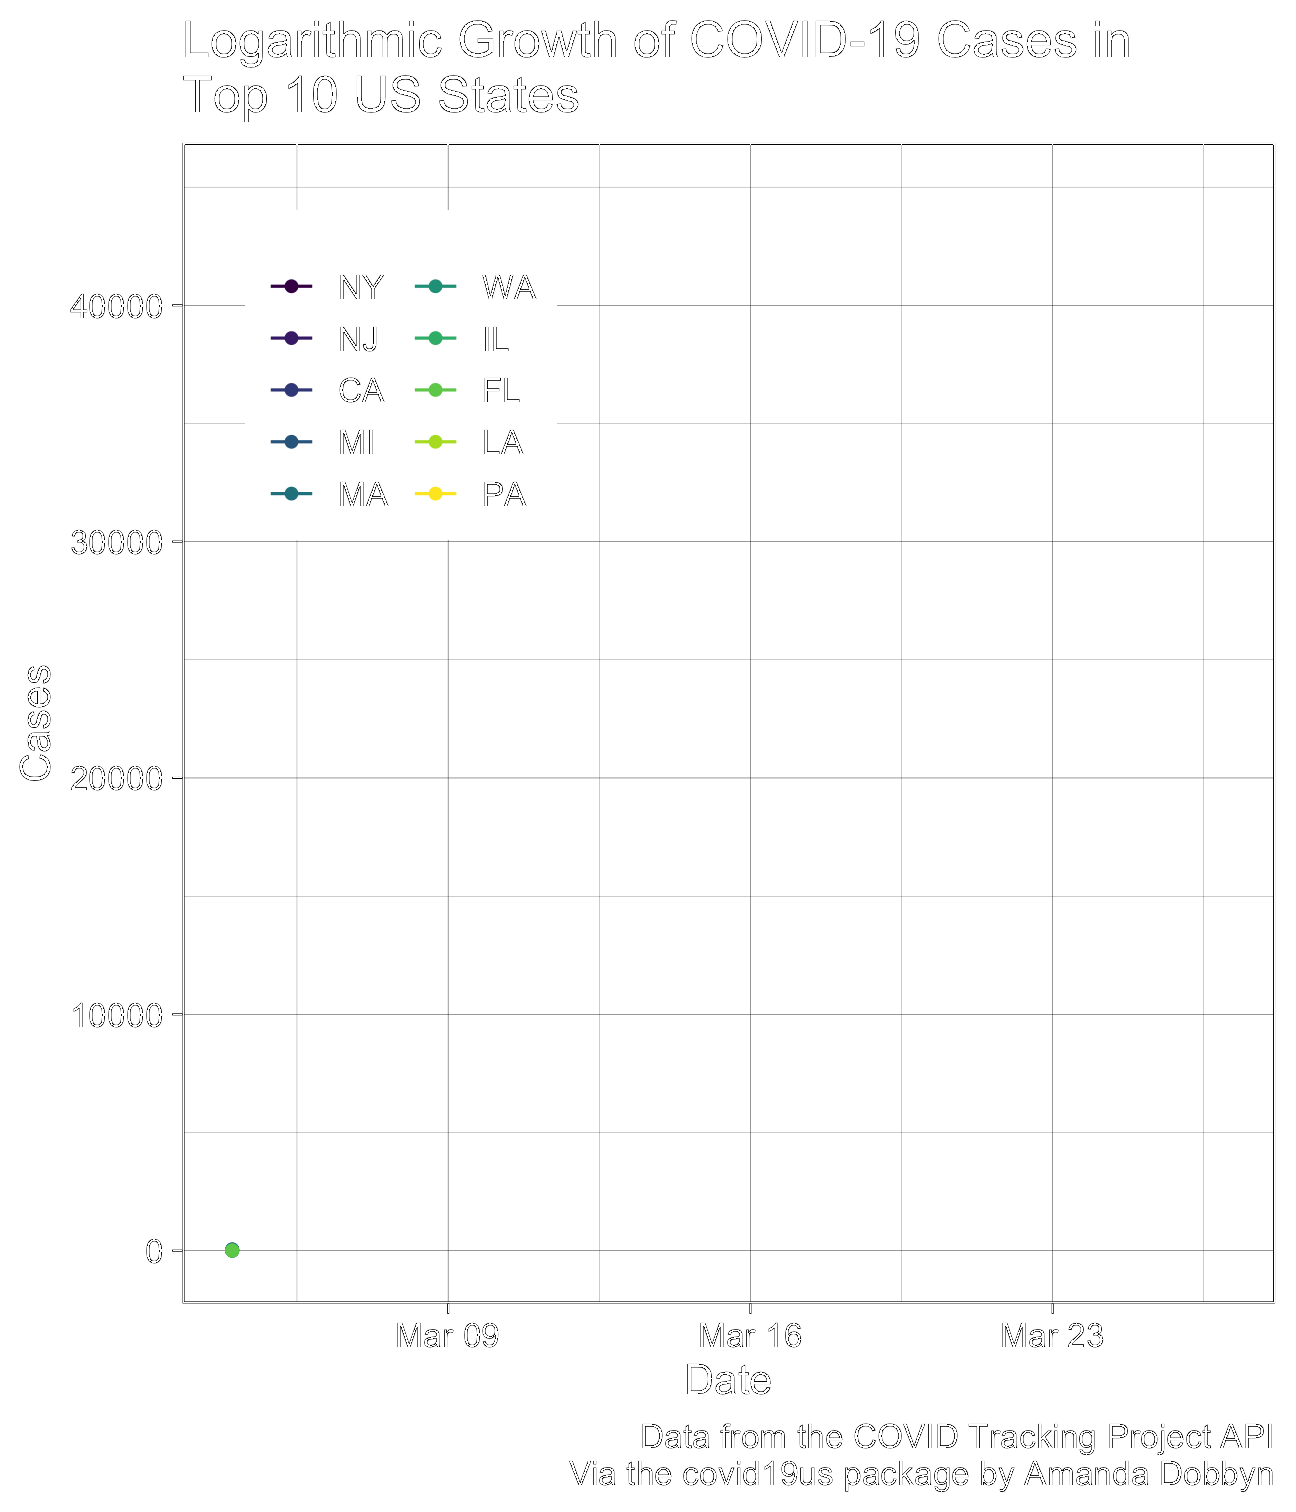 Logarithmic Growth of COVID-19 Cases in
Top 10 US States
NY WA
NJ IL
CA FL
MI LA
MA PA
40000
30000
20000
10000
0
Cases
Mar 09 Mar 16 Mar 23
Date
Data from the COVID Tracking Project API
Via the covid19us package by Amanda Dobbyn